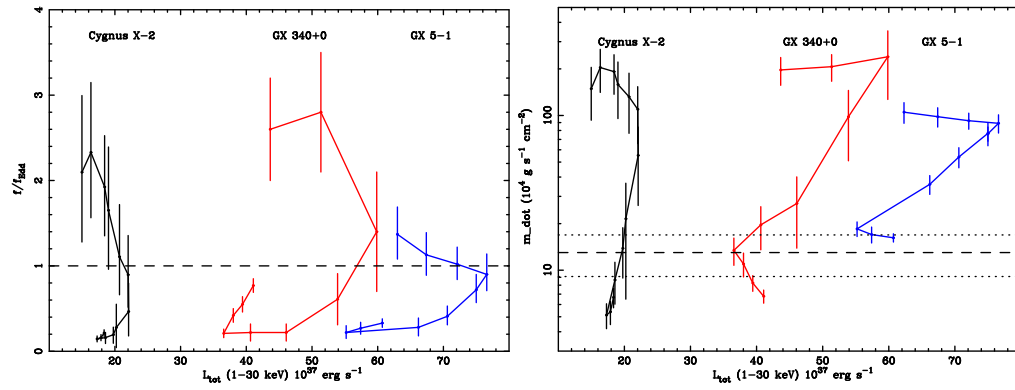 4
3
2
1
0
f/f_Edd
Cygnus X-2
GX 340+0
GX 5-1
20
30
40
50
60
70
L_tot (1-30 keV) 10^37 erg s^-1
100
10
m_dot (10^4 g s^-1 cm^-2)
Cygnus X-2
GX 340+0
GX 5-1
20
30
40
50
60
70
L_tot (1-30 keV) 10^37 erg s^-1